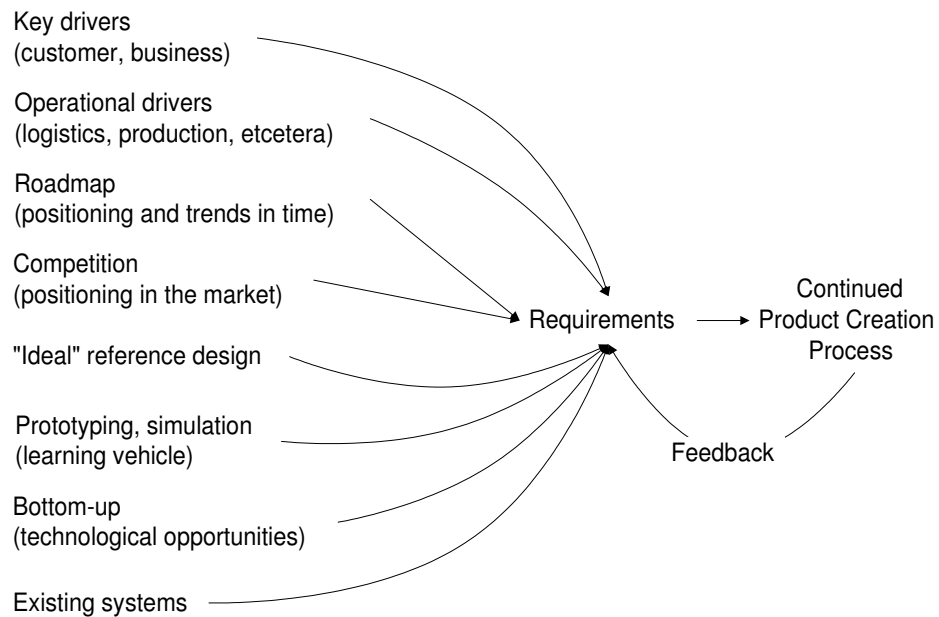 Key drivers
(customer, business)
Operational drivers
(logistics, production, etcetera)
Roadmap
(positioning and trends in time)
Competition
(positioning in the market)
"Ideal" reference design
Prototyping, simulation
(learning vehicle)
Bottom-up
(technological opportunities)
Existing systems
Requirements
Continued
Product Creation
Process
Feedback